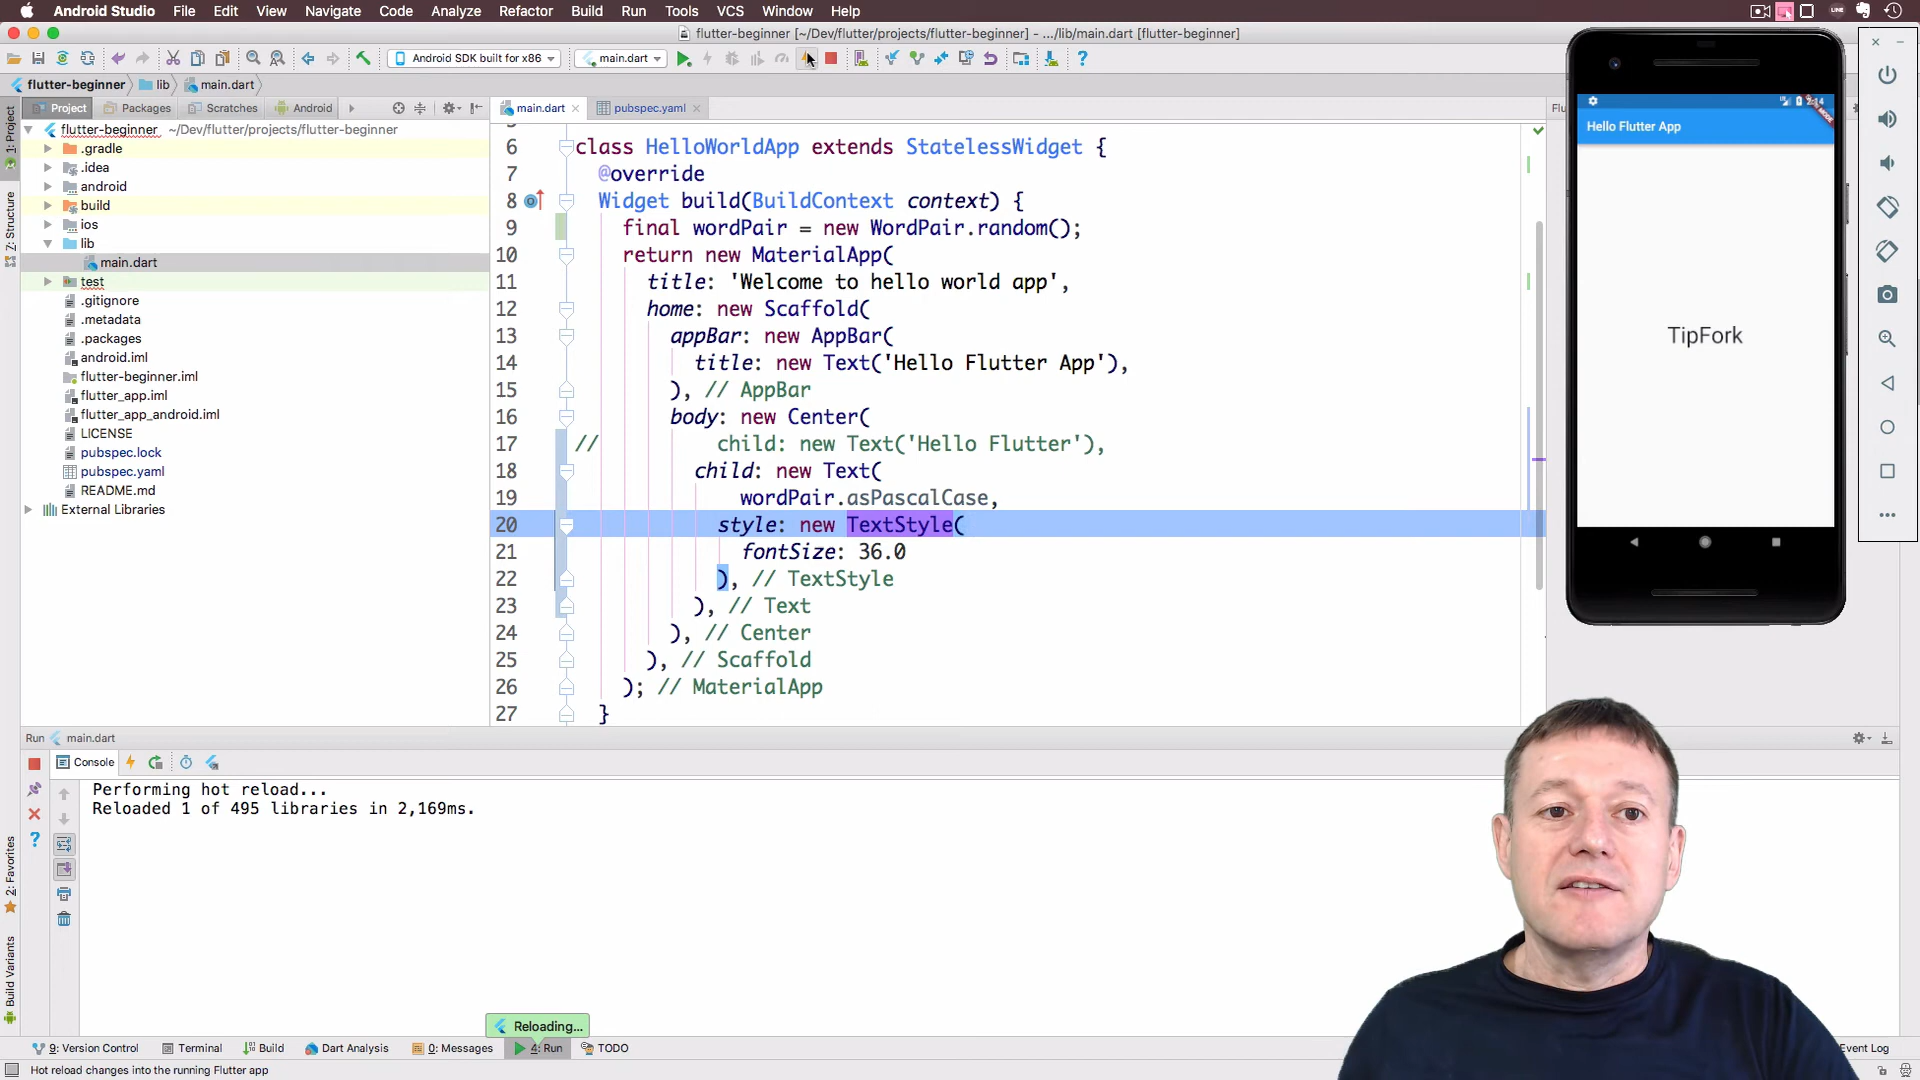 Android Studio File Edit View Navigate Code Analyze Refactor Build Run Tools VCS Window Help
flutter-beginner [~/Dev/flutter/projects/flutter-beginner] - .../lib/main.dart [flutter-beginner]
Android SDK built for x86 main.dart
flutter-beginner lib main.dart
Project Packages Scratches Android main.dart pubspec.yaml
1: Project
Z: Structure
2: Favorites
Build Variants
flutter-beginner ~/Dev/flutter/projects/flutter-beginner
.gradle
.idea
android
build
ios
lib
main.dart
test
.gitignore
.metadata
.packages
android.iml
flutter-beginner.iml
flutter_app.iml
flutter_app_android.iml
LICENSE
pubspec.lock
pubspec.yaml
README.md
External Libraries
6 class HelloWorldApp extends StatelessWidget {
7 @override
8 Widget build(BuildContext context) {
9 final wordPair = new WordPair.random();
10 return new MaterialApp(
11 title: 'Welcome to hello world app',
12 home: new Scaffold(
13 appBar: new AppBar(
14 title: new Text('Hello Flutter App'),
15 ), // AppBar
16 body: new Center(
17 // child: new Text('Hello Flutter'),
18 child: new Text(
19 wordPair.asPascalCase,
20 style: new TextStyle(
21 fontSize: 36.0
22 ), // TextStyle
23 ), // Text
24 ), // Center
25 ), // Scaffold
26 ); // MaterialApp
27 }
Hello Flutter App
TipFork
Run main.dart
Console
Performing hot reload...
Reloaded 1 of 495 libraries in 2,169ms.
Reloading...
9: Version Control Terminal Build Dart Analysis 0: Messages 4: Run TODO Event Log
Hot reload changes into the running Flutter app